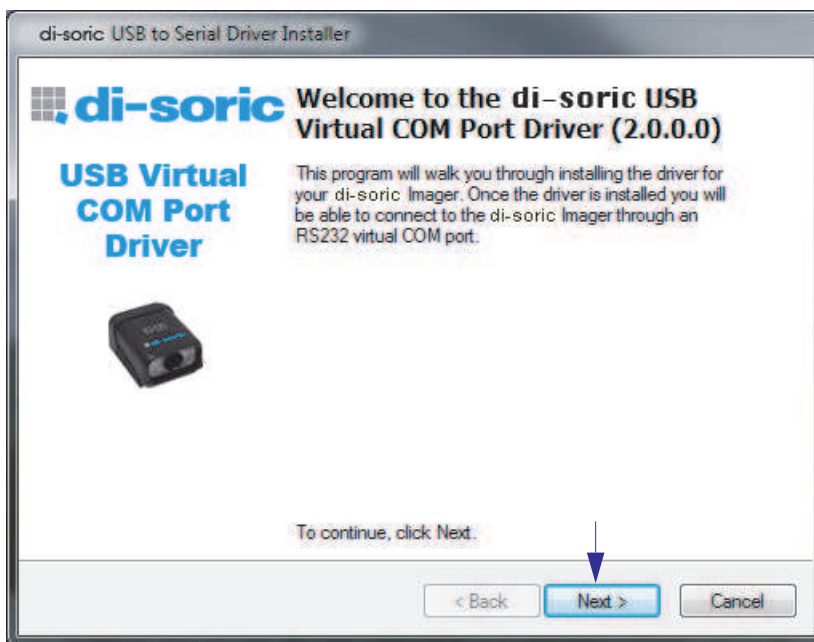 di-soric USB to Serial Driver Installer
di-soric
Welcome to the di-soric USB
Virtual COM Port Driver (2.0.0.0)
USB Virtual
COM Port
Driver
This program will walk you through installing the driver for
your di-soric Imager. Once the driver is installed you will
be able to connect to the di-soric Imager through an
RS232 virtual COM port.
To continue, click Next.
< Back
Next >
Cancel